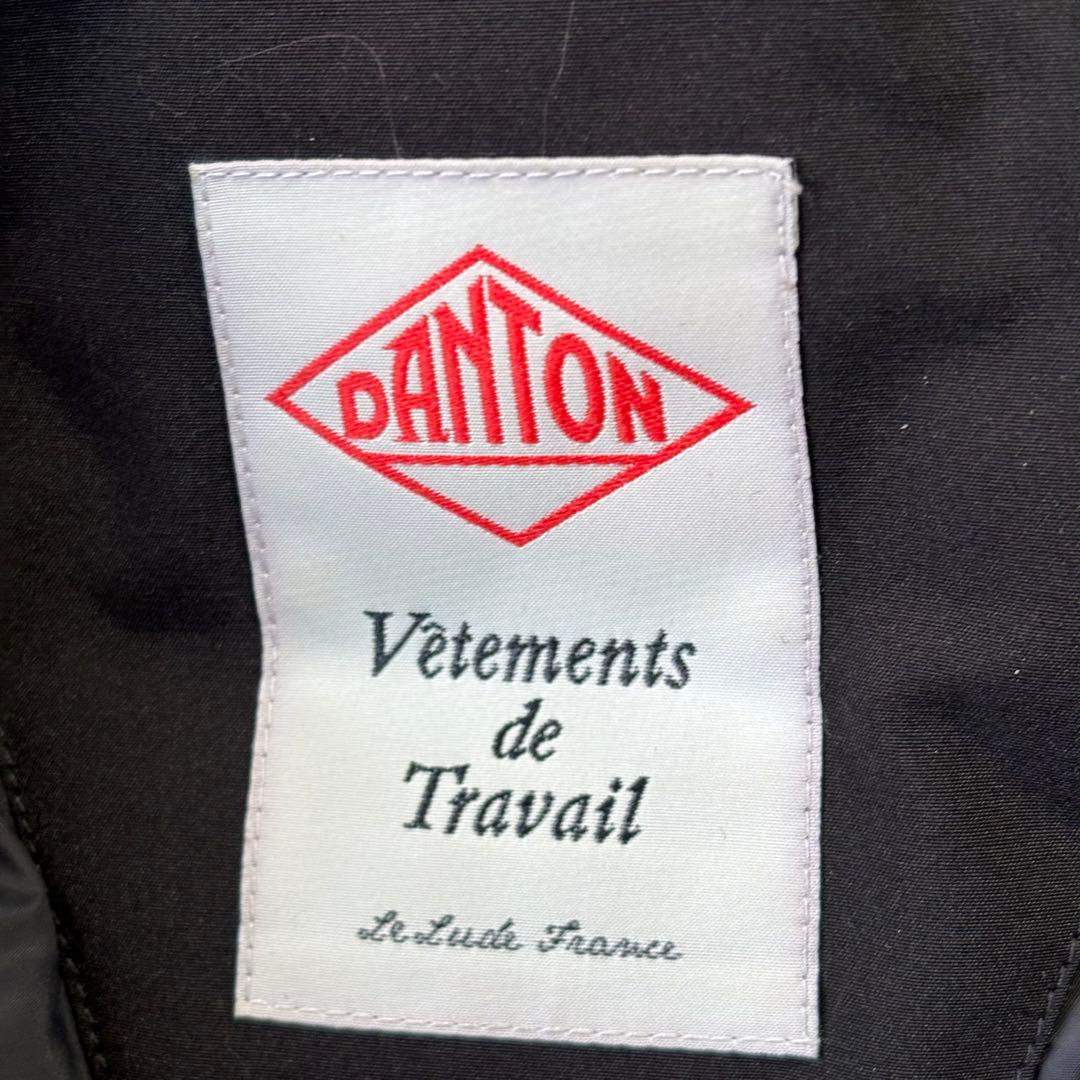 DANTON
Vêtements
de
Travail
Le Lude France